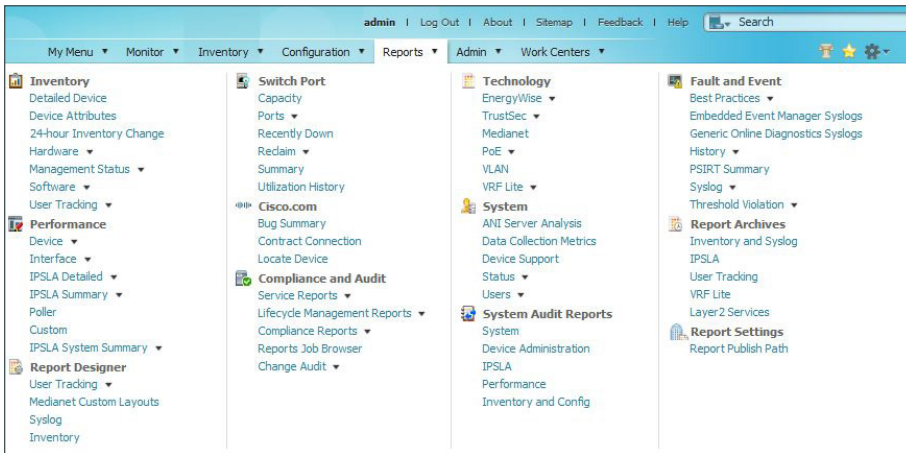 admin | Log Out | About | Sitemap | Feedback | Help Search
My Menu Monitor Inventory Configuration Reports Admin Work Centers
Inventory
Detailed Device
Device Attributes
24-hour Inventory Change
Hardware
Management Status
Software
User Tracking
Performance
Device
Interface
IPSLA Detailed
IPSLA Summary
Poller
Custom
IPSLA System Summary
Report Designer
User Tracking
Medianet Custom Layouts
Syslog
Inventory
Switch Port
Capacity
Ports
Recently Down
Reclaim
Summary
Utilization History
Cisco.com
Bug Summary
Contract Connection
Locate Device
Compliance and Audit
Service Reports
Lifecycle Management Reports
Compliance Reports
Reports Job Browser
Change Audit
Technology
EnergyWise
TrustSec
Medianet
PoE
VLAN
VRF Lite
System
ANI Server Analysis
Data Collection Metrics
Device Support
Status
Users
System Audit Reports
System
Device Administration
IPSLA
Performance
Inventory and Config
Fault and Event
Best Practices
Embedded Event Manager Syslogs
Generic Online Diagnostics Syslogs
History
PSIRT Summary
Syslog
Threshold Violation
Report Archives
Inventory and Syslog
IPSLA
User Tracking
VRF Lite
Layer2 Services
Report Settings
Report Publish Path